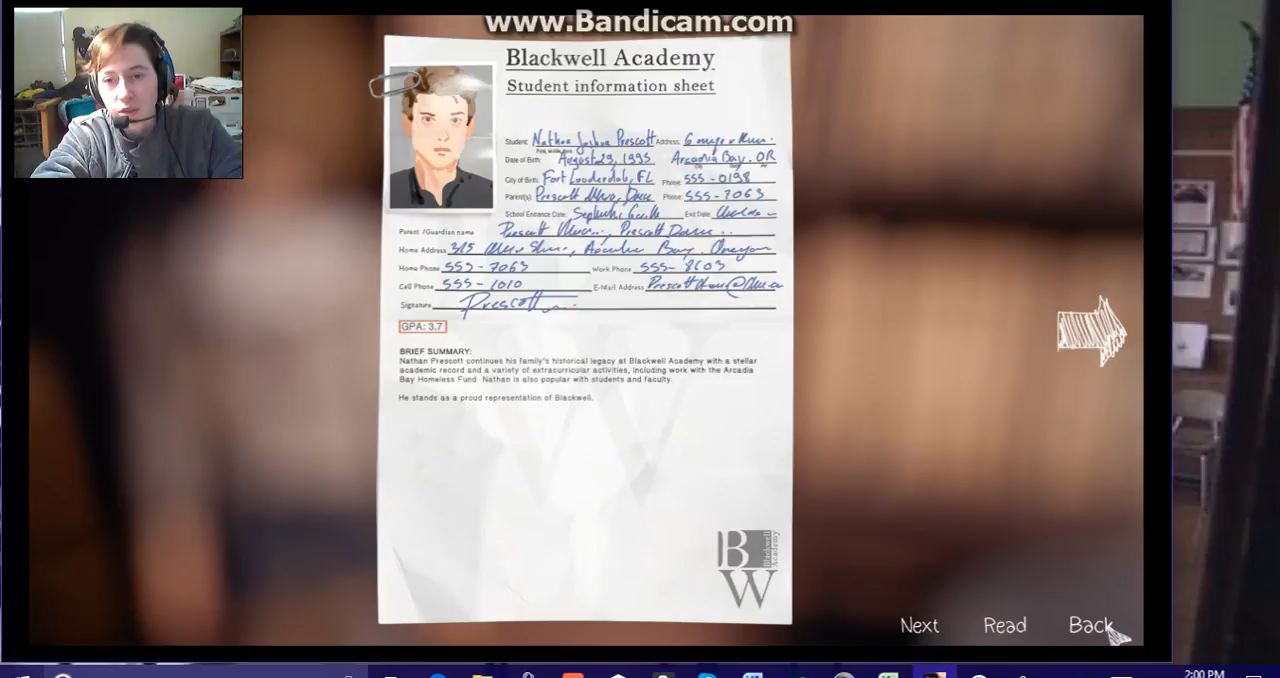 www.Bandicam.com
Blackwell Academy
Student information sheet
Student: Nathan Joshua Prescott Address:
Date of Birth: August 29, 1995 Arcadia Bay, OR
City of Birth: Fort Lauderdale, FL Phone: 555-0198
Parent(s): Prescott Phone: 555-7063
School Entrance Date: Exit Date:
Parent / Guardian name Prescott Prescott
Home Address 315 Bay, Oregon
Home Phone 555-7063 Work Phone 555-8103
Cell Phone 555-1010 E-Mail Address
Signature Prescott
GPA: 3.7
BRIEF SUMMARY:
Nathan Prescott continues his family's historical legacy at Blackwell Academy with a stellar
academic record and a variety of extracurricular activities, including work with the Arcadia
Bay Homeless Fund Nathan is also popular with students and faculty.
He stands as a proud representation of Blackwell.
B Blackwell Academy
W
Next Read Back
2:00 PM